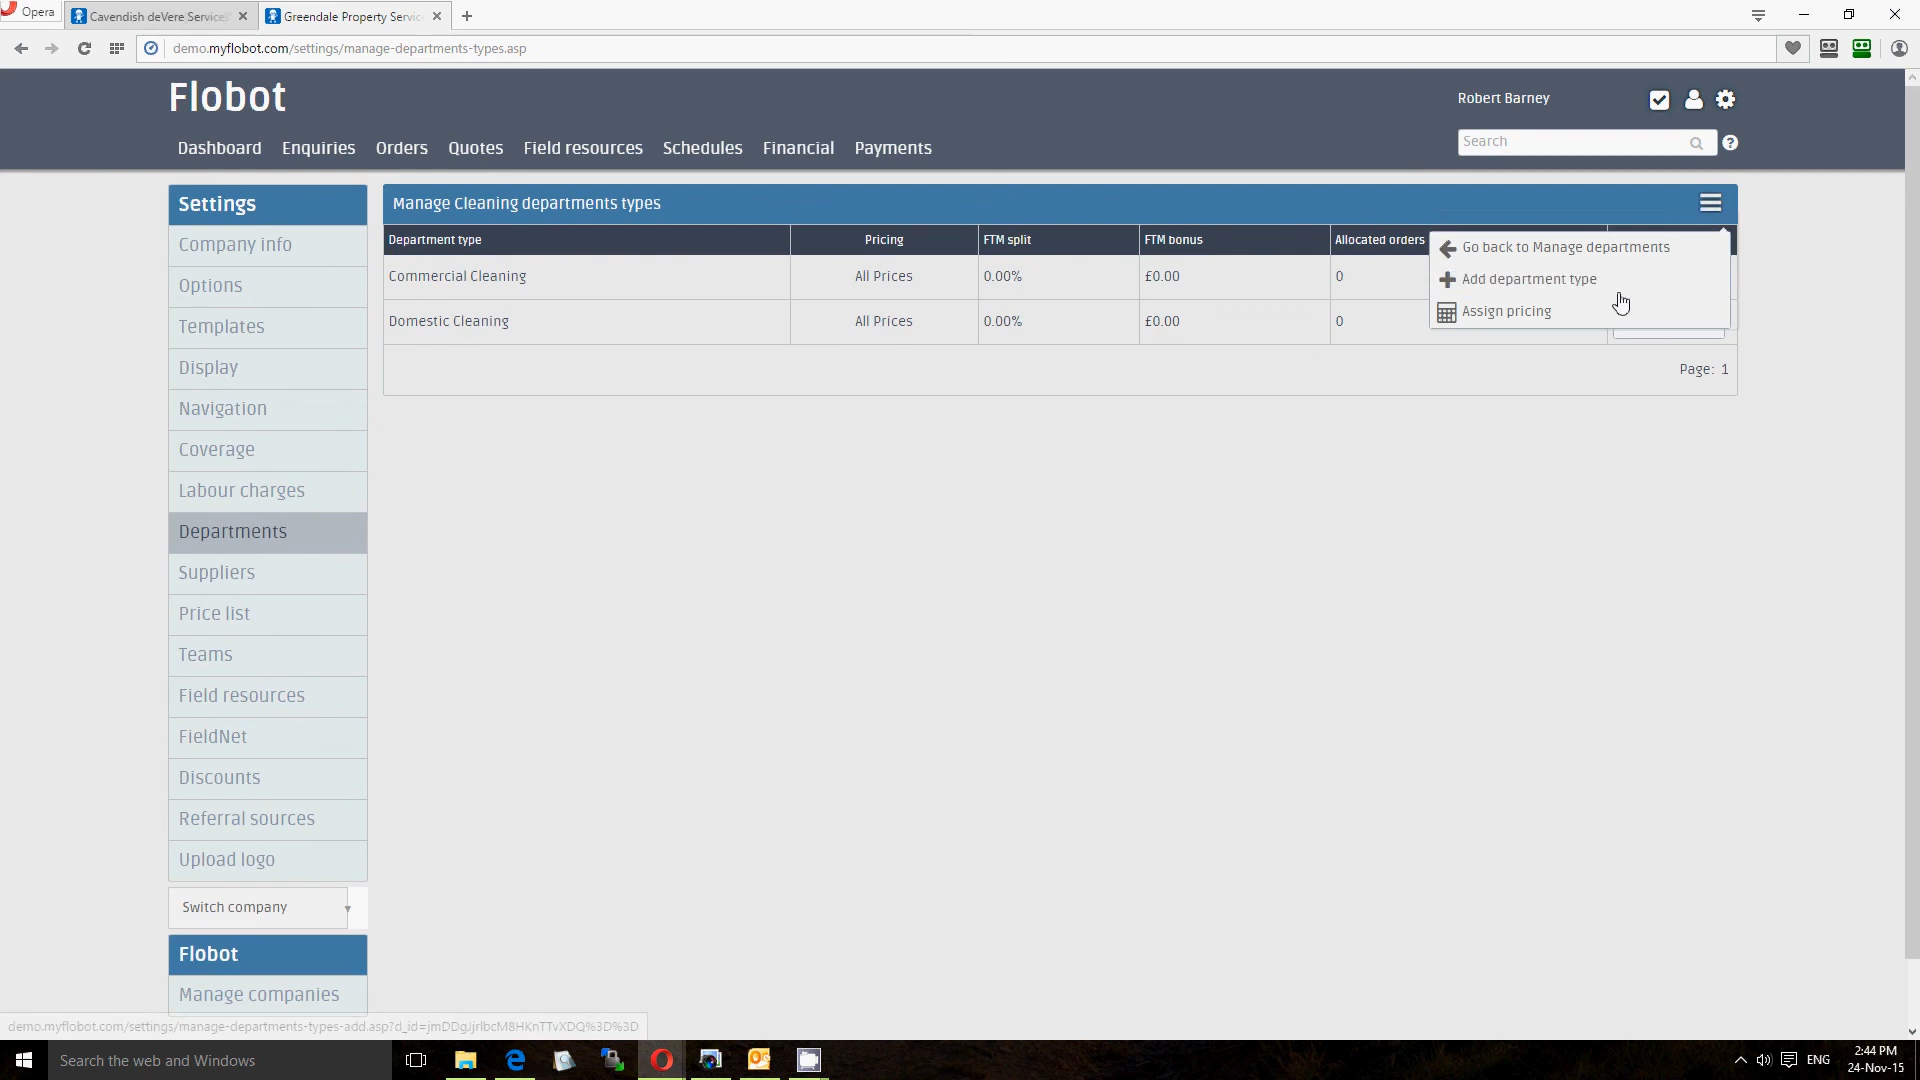 Opera
Cavendish deVere Services
Greendale Property Servic
demo.myflobot.com/settings/manage-departments-types.asp
Flobot
Robert Barney
Dashboard Enquiries Orders Quotes Field resources Schedules Financial Payments
Search
Settings
Company info
Options
Templates
Display
Navigation
Coverage
Labour charges
Departments
Suppliers
Price list
Teams
Field resources
FieldNet
Discounts
Referral sources
Upload logo
Switch company
Flobot
Manage companies
Manage Cleaning departments types
Department type Pricing FTM split FTM bonus Allocated orders
Commercial Cleaning All Prices 0.00% £0.00 0
Domestic Cleaning All Prices 0.00% £0.00 0
Page: 1
Go back to Manage departments
Add department type
Assign pricing
demo.myflobot.com/settings/manage-departments-types-add.asp?d_id=jmDDgJjrlbcM8HKnTTvXDQ%3D%3D
Search the web and Windows
ENG
2:44 PM
24-Nov-15